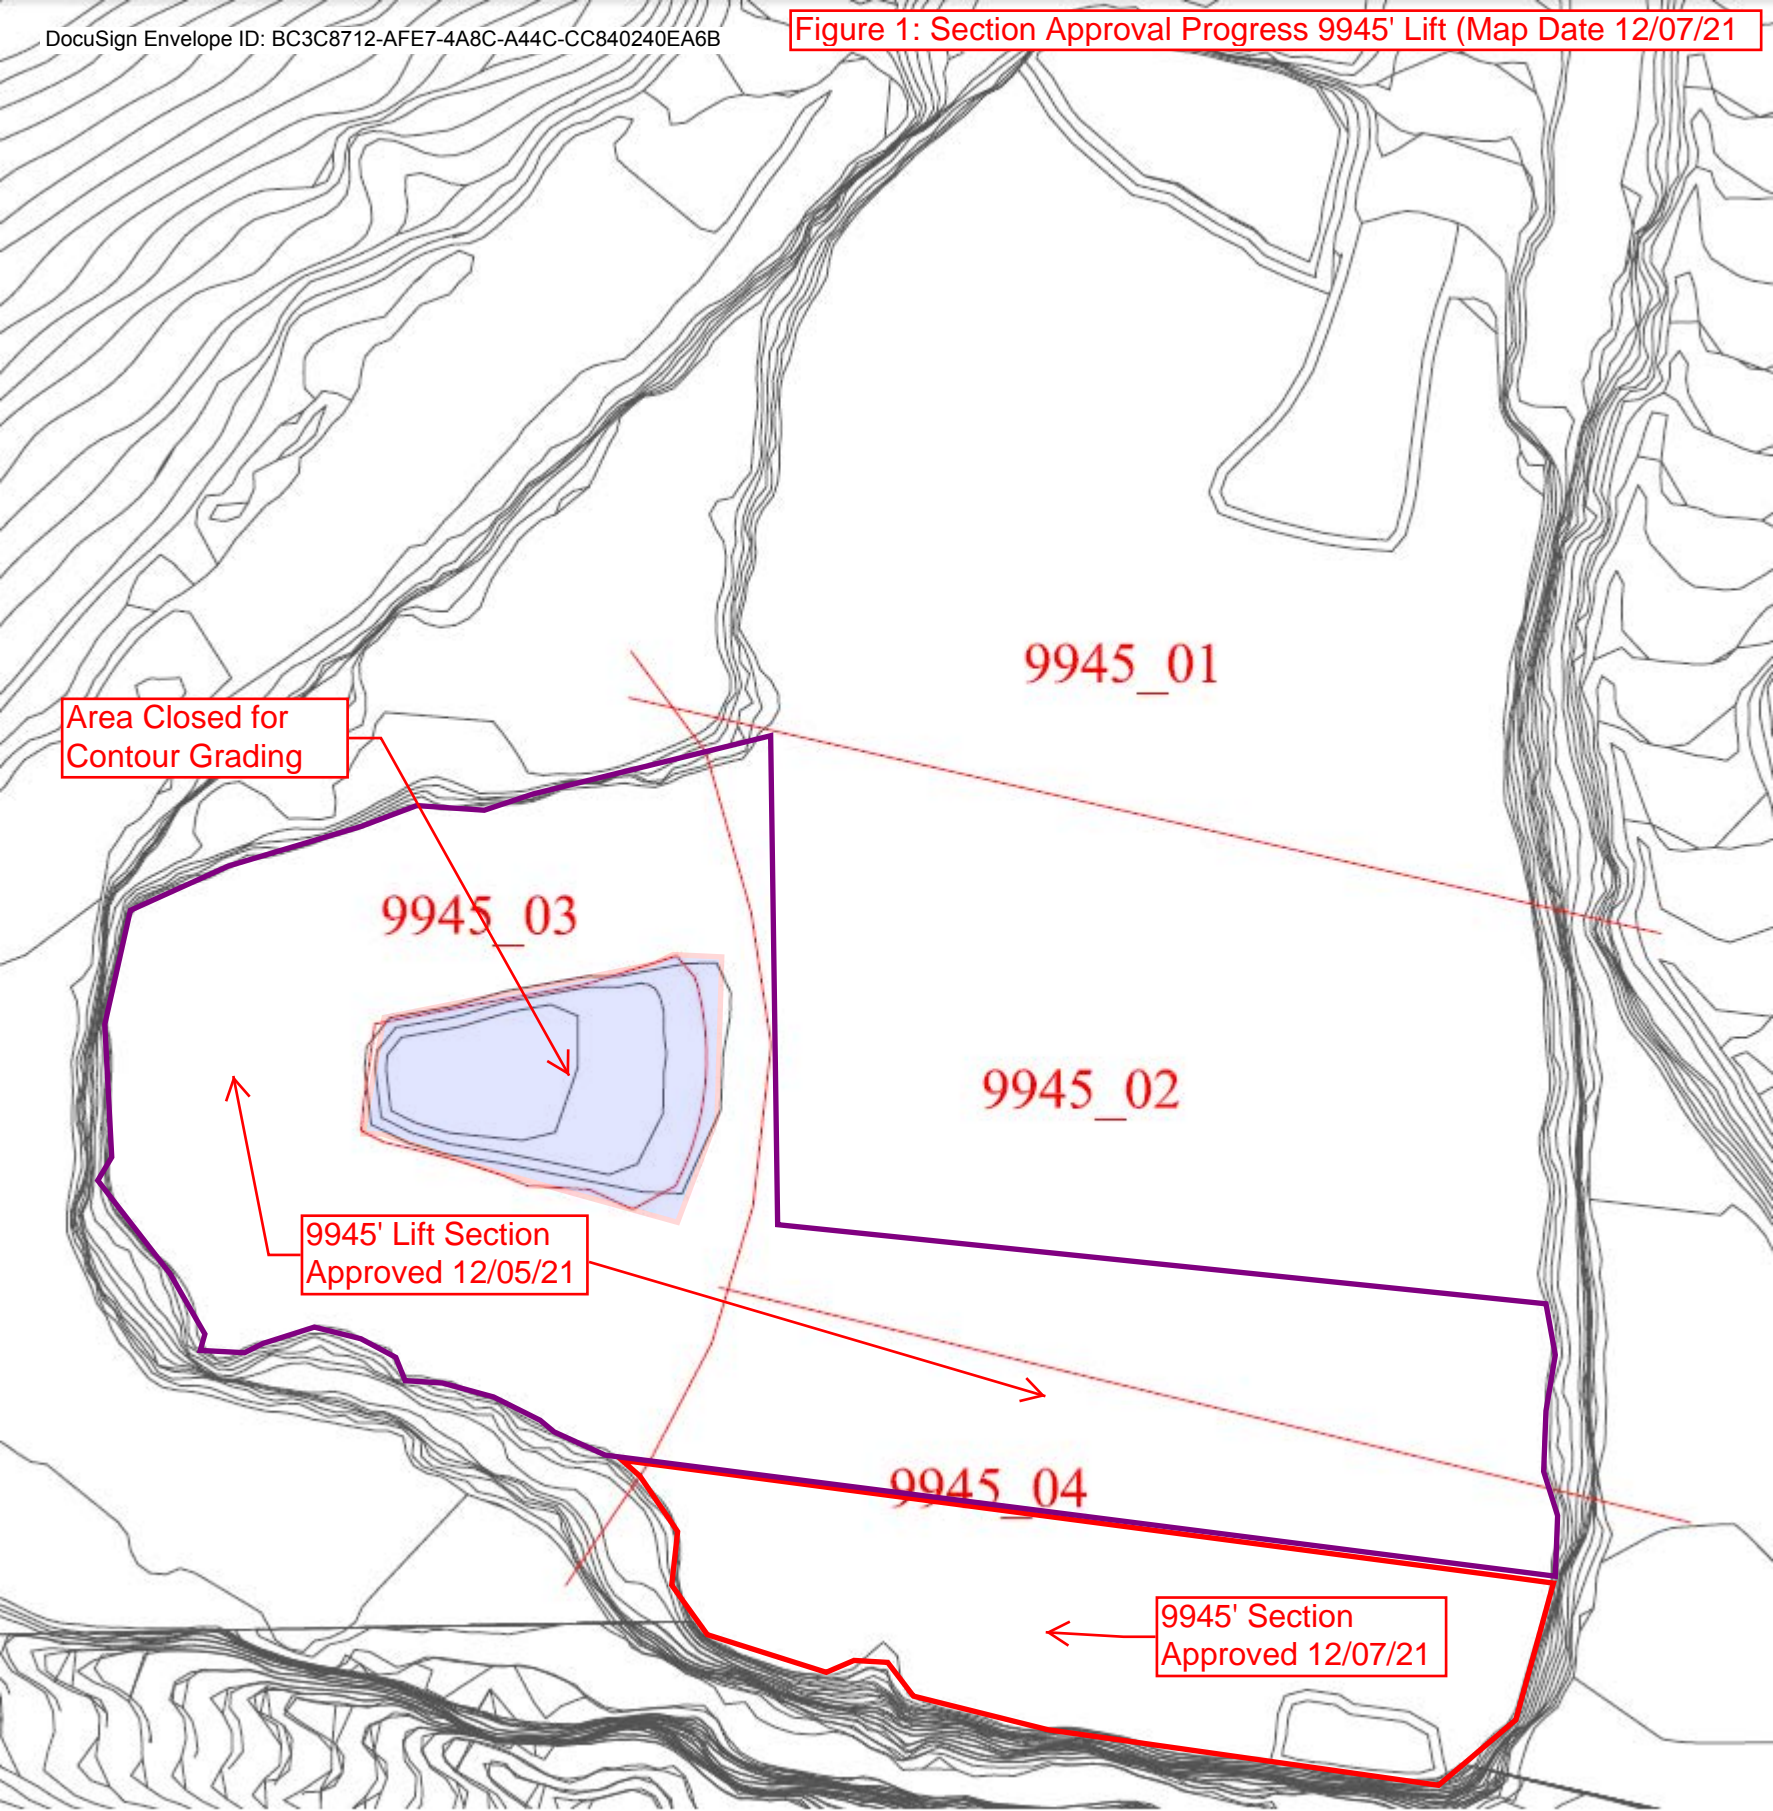 DocuSign Envelope ID: BC3C8712-AFE7-4A8C-A44C-CC840240EA6B
Figure 1: Section Approval Progress 9945' Lift (Map Date 12/07/21
9945_01
Area Closed for
Contour Grading
9945_03
9945_02
9945' Lift Section
Approved 12/05/21
9945_04
9945' Section
Approved 12/07/21